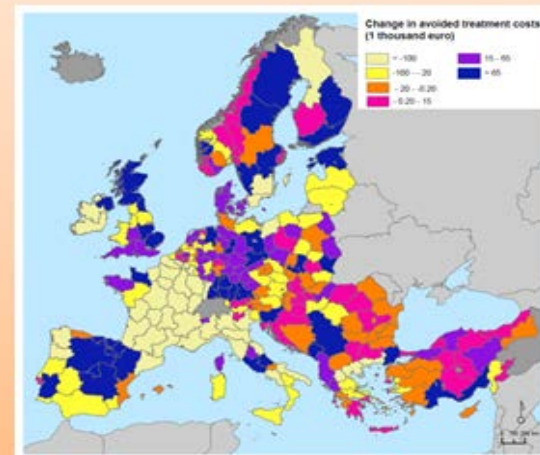 Change in avoided treatment costs
(1 thousand euro)
< -100
-100 - -20
-20 - -0.20
-0.20 - 15
15 - 65
> 65